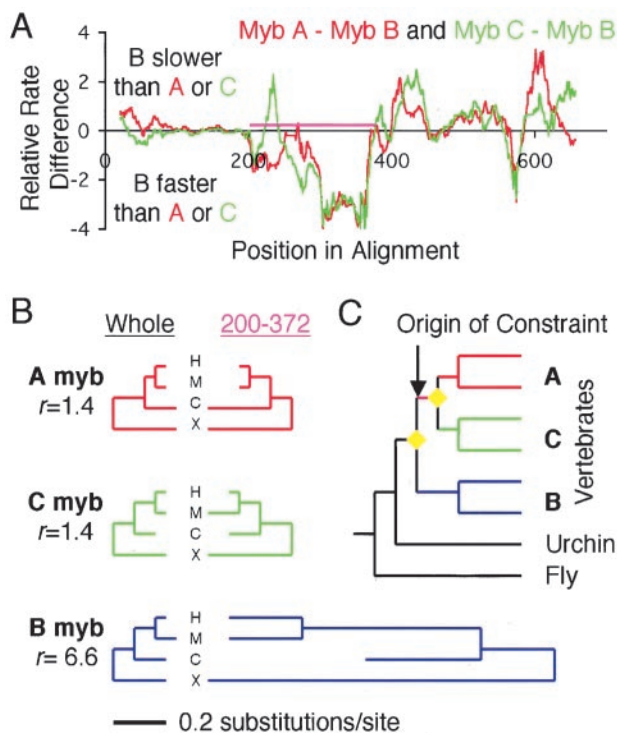 A
Myb A - Myb B and Myb C - Myb B
4
2
0
-2
-4
B slower
than A or C
B faster
than A or C
0
200
400
600
Relative Rate
Difference
Position in Alignment
B
Whole
200-372
A myb
r=1.4
H
M
C
X
C myb
r=1.4
H
M
C
X
B myb
r= 6.6
H
M
C
X
0.2 substitutions/site
C
Origin of Constraint
A
C
B
Vertebrates
Urchin
Fly